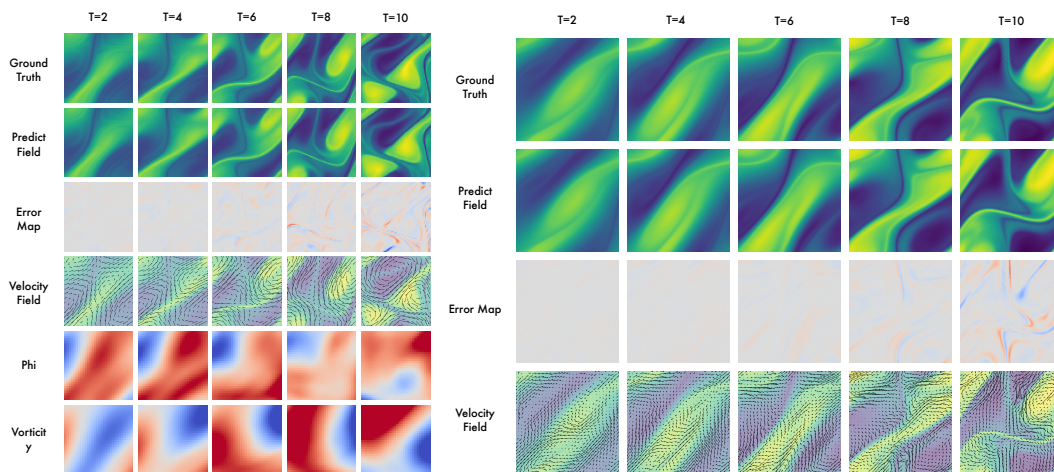 T=2 T=4 T=6 T=8 T=10
Ground
Truth
Predict
Field
Error
Map
Velocity
Field
Phi
Vorticit
y
T=2 T=4 T=6 T=8 T=10
Ground
Truth
Predict
Field
Error Map
Velocity
Field